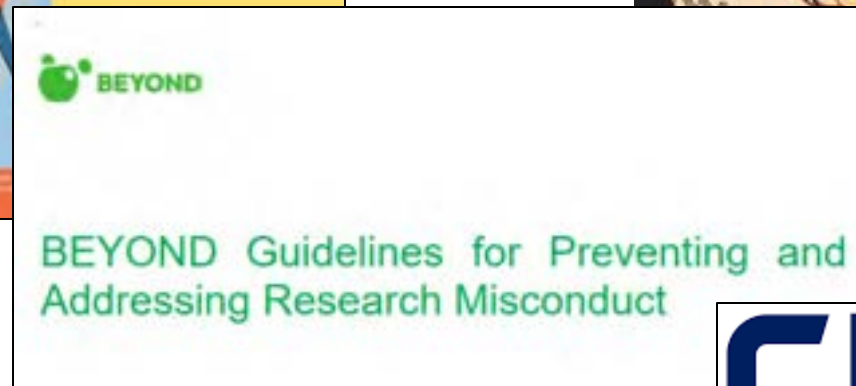 BEYOND
BEYOND Guidelines for Preventing and
Addressing Research Misconduct